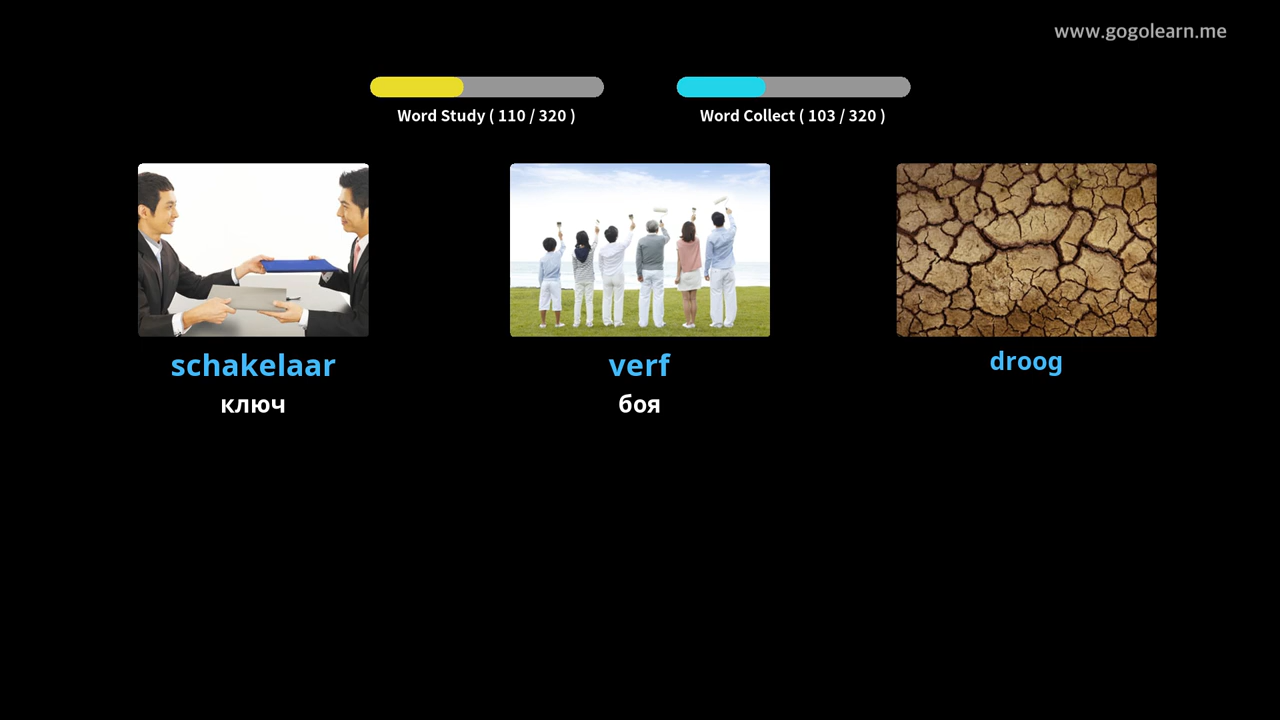 www.gogolearn.me
Word Study ( 110 / 320 )
Word Collect ( 103 / 320 )
schakelaar
ключ
verf
боя
droog